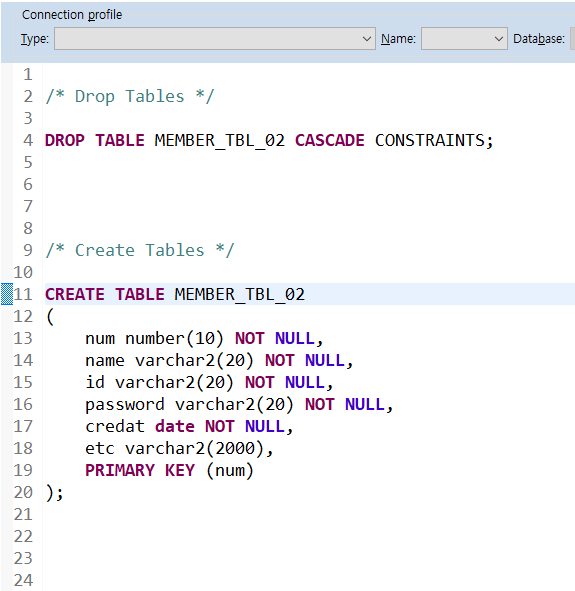 Connection profile
Type: Name: Database:
1
2 /* Drop Tables */
3
4 DROP TABLE MEMBER_TBL_02 CASCADE CONSTRAINTS;
5
6
7
8
9 /* Create Tables */
10
11 CREATE TABLE MEMBER_TBL_02
12 (
13 num number(10) NOT NULL,
14 name varchar2(20) NOT NULL,
15 id varchar2(20) NOT NULL,
16 password varchar2(20) NOT NULL,
17 credat date NOT NULL,
18 etc varchar2(2000),
19 PRIMARY KEY (num)
20 );
21
22
23
24